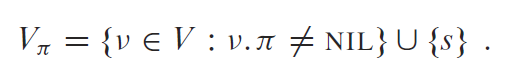 V_π = {ν ∈ V : ν.π ≠ NIL} ∪ {s} .